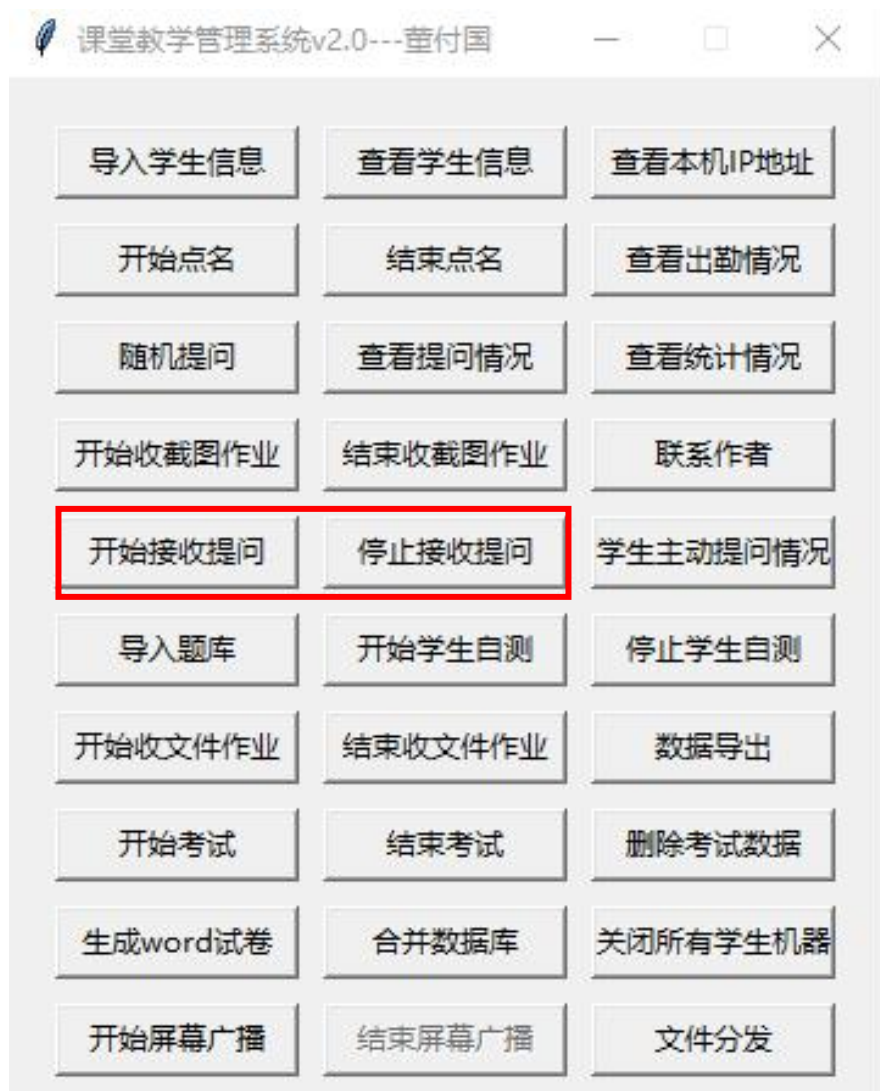 课堂教学管理系统v2.0---董付国
导入学生信息 查看学生信息 查看本机IP地址
开始点名 结束点名 查看出勤情况
随机提问 查看提问情况 查看统计情况
开始收截图作业 结束收截图作业 联系作者
开始接收提问 停止接收提问 学生主动提问情况
导入题库 开始学生自测 停止学生自测
开始收文件作业 结束收文件作业 数据导出
开始考试 结束考试 删除考试数据
生成word试卷 合并数据库 关闭所有学生机器
开始屏幕广播 结束屏幕广播 文件分发